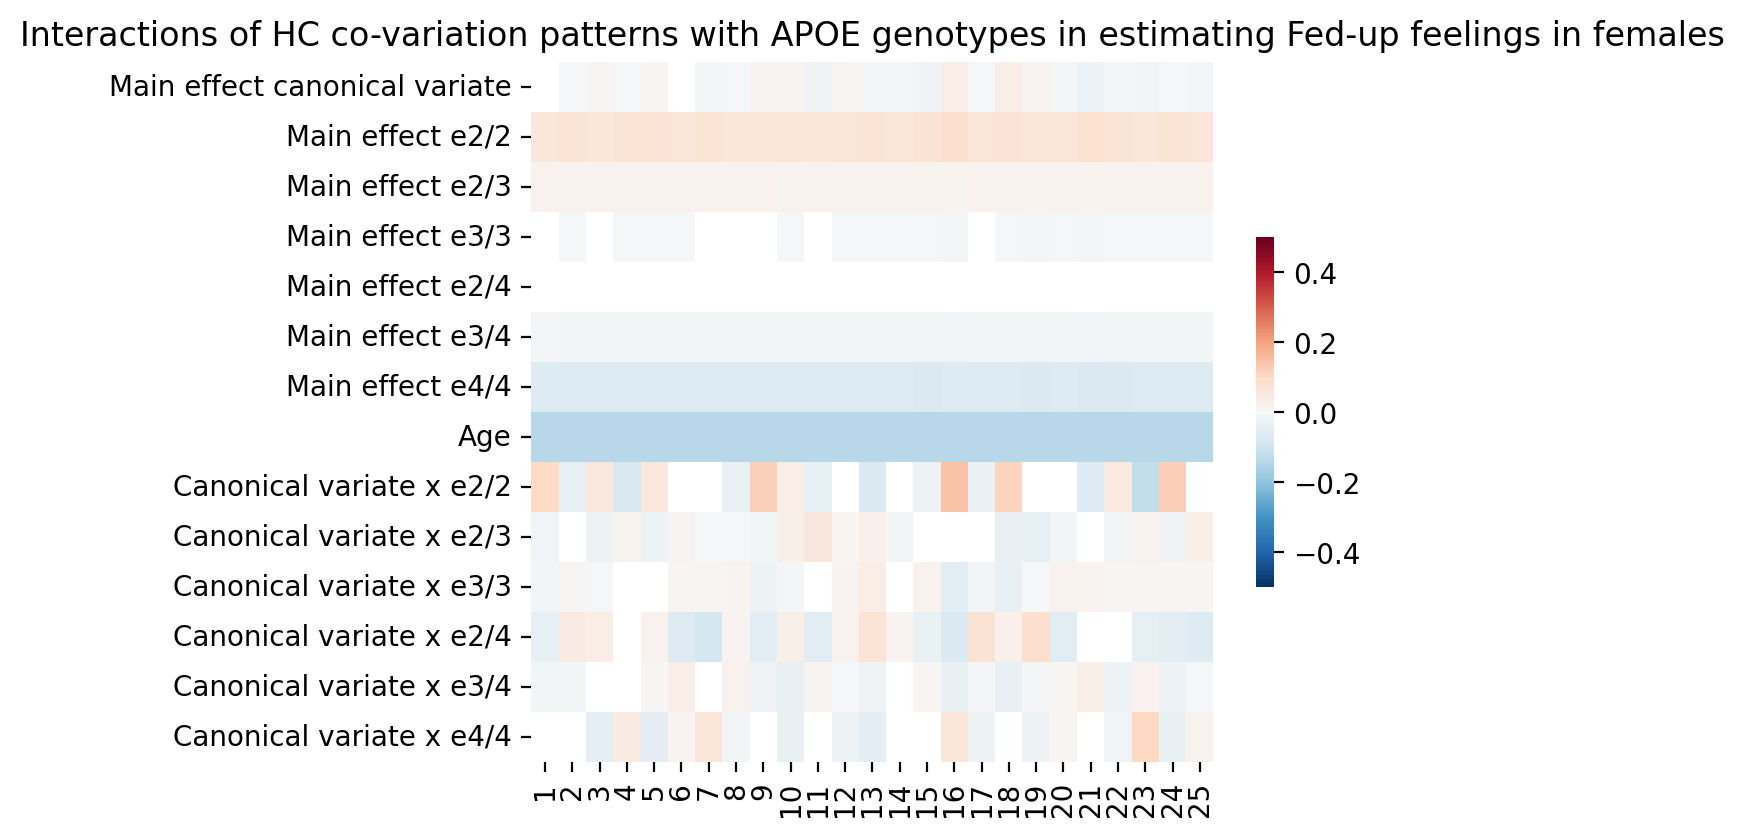 Interactions of HC co-variation patterns with APOE genotypes in estimating Fed-up feelings in females
Main effect canonical variate
Main effect e2/2
Main effect e2/3
Main effect e3/3
Main effect e2/4
Main effect e3/4
Main effect e4/4
Age
Canonical variate x e2/2
Canonical variate x e2/3
Canonical variate x e3/3
Canonical variate x e2/4
Canonical variate x e3/4
Canonical variate x e4/4
1 2 3 4 5 6 7 8 9 10 11 12 13 14 15 16 17 18 19 20 21 22 23 24 25
0.4
0.2
0.0
−0.2
−0.4